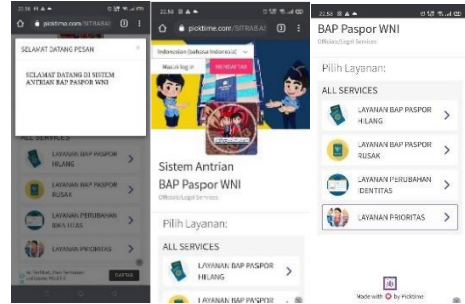 SELAMAT DATANG PESAN
SELAMAT DATANG DI SISTEM
ANTRIAN BAP PASPOR WNI
ALL SERVICES
LAYANAN BAP PASPOR
HILANG
LAYANAN BAP PASPOR
RUSAK
LAYANAN PERUBAHAN
IDENTITAS
LAYANAN PRIORITAS
DAFTAR
picktime.com/SITRABA
Indonesian (bahasa Indonesia)
Masuk log in
MENDAFTAR
Sistem Antrian
BAP Paspor WNI
Officials/Legal Services
Pilih Layanan:
ALL SERVICES
LAYANAN BAP PASPOR
HILANG
LAYANAN BAP PASPOR
BAP Paspor WNI
Officials/Legal Services
Pilih Layanan:
ALL SERVICES
LAYANAN BAP PASPOR
HILANG
LAYANAN BAP PASPOR
RUSAK
LAYANAN PERUBAHAN
IDENTITAS
LAYANAN PRIORITAS
Made with by Picktime